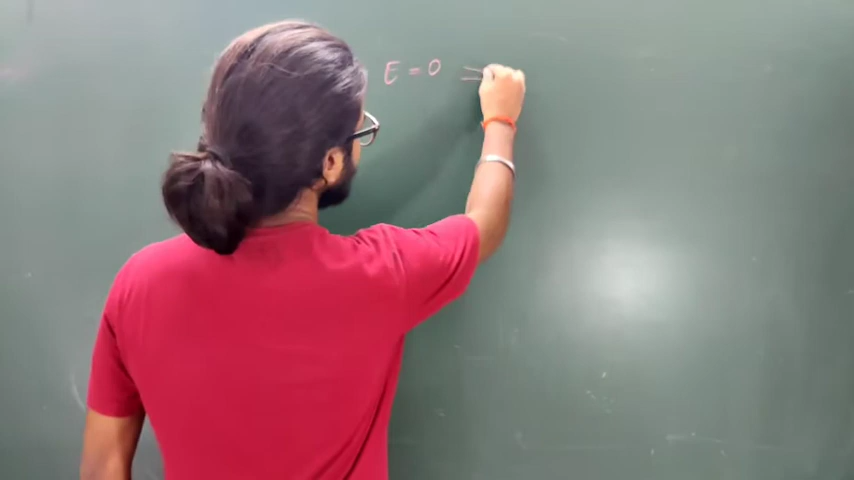 E = 0 =